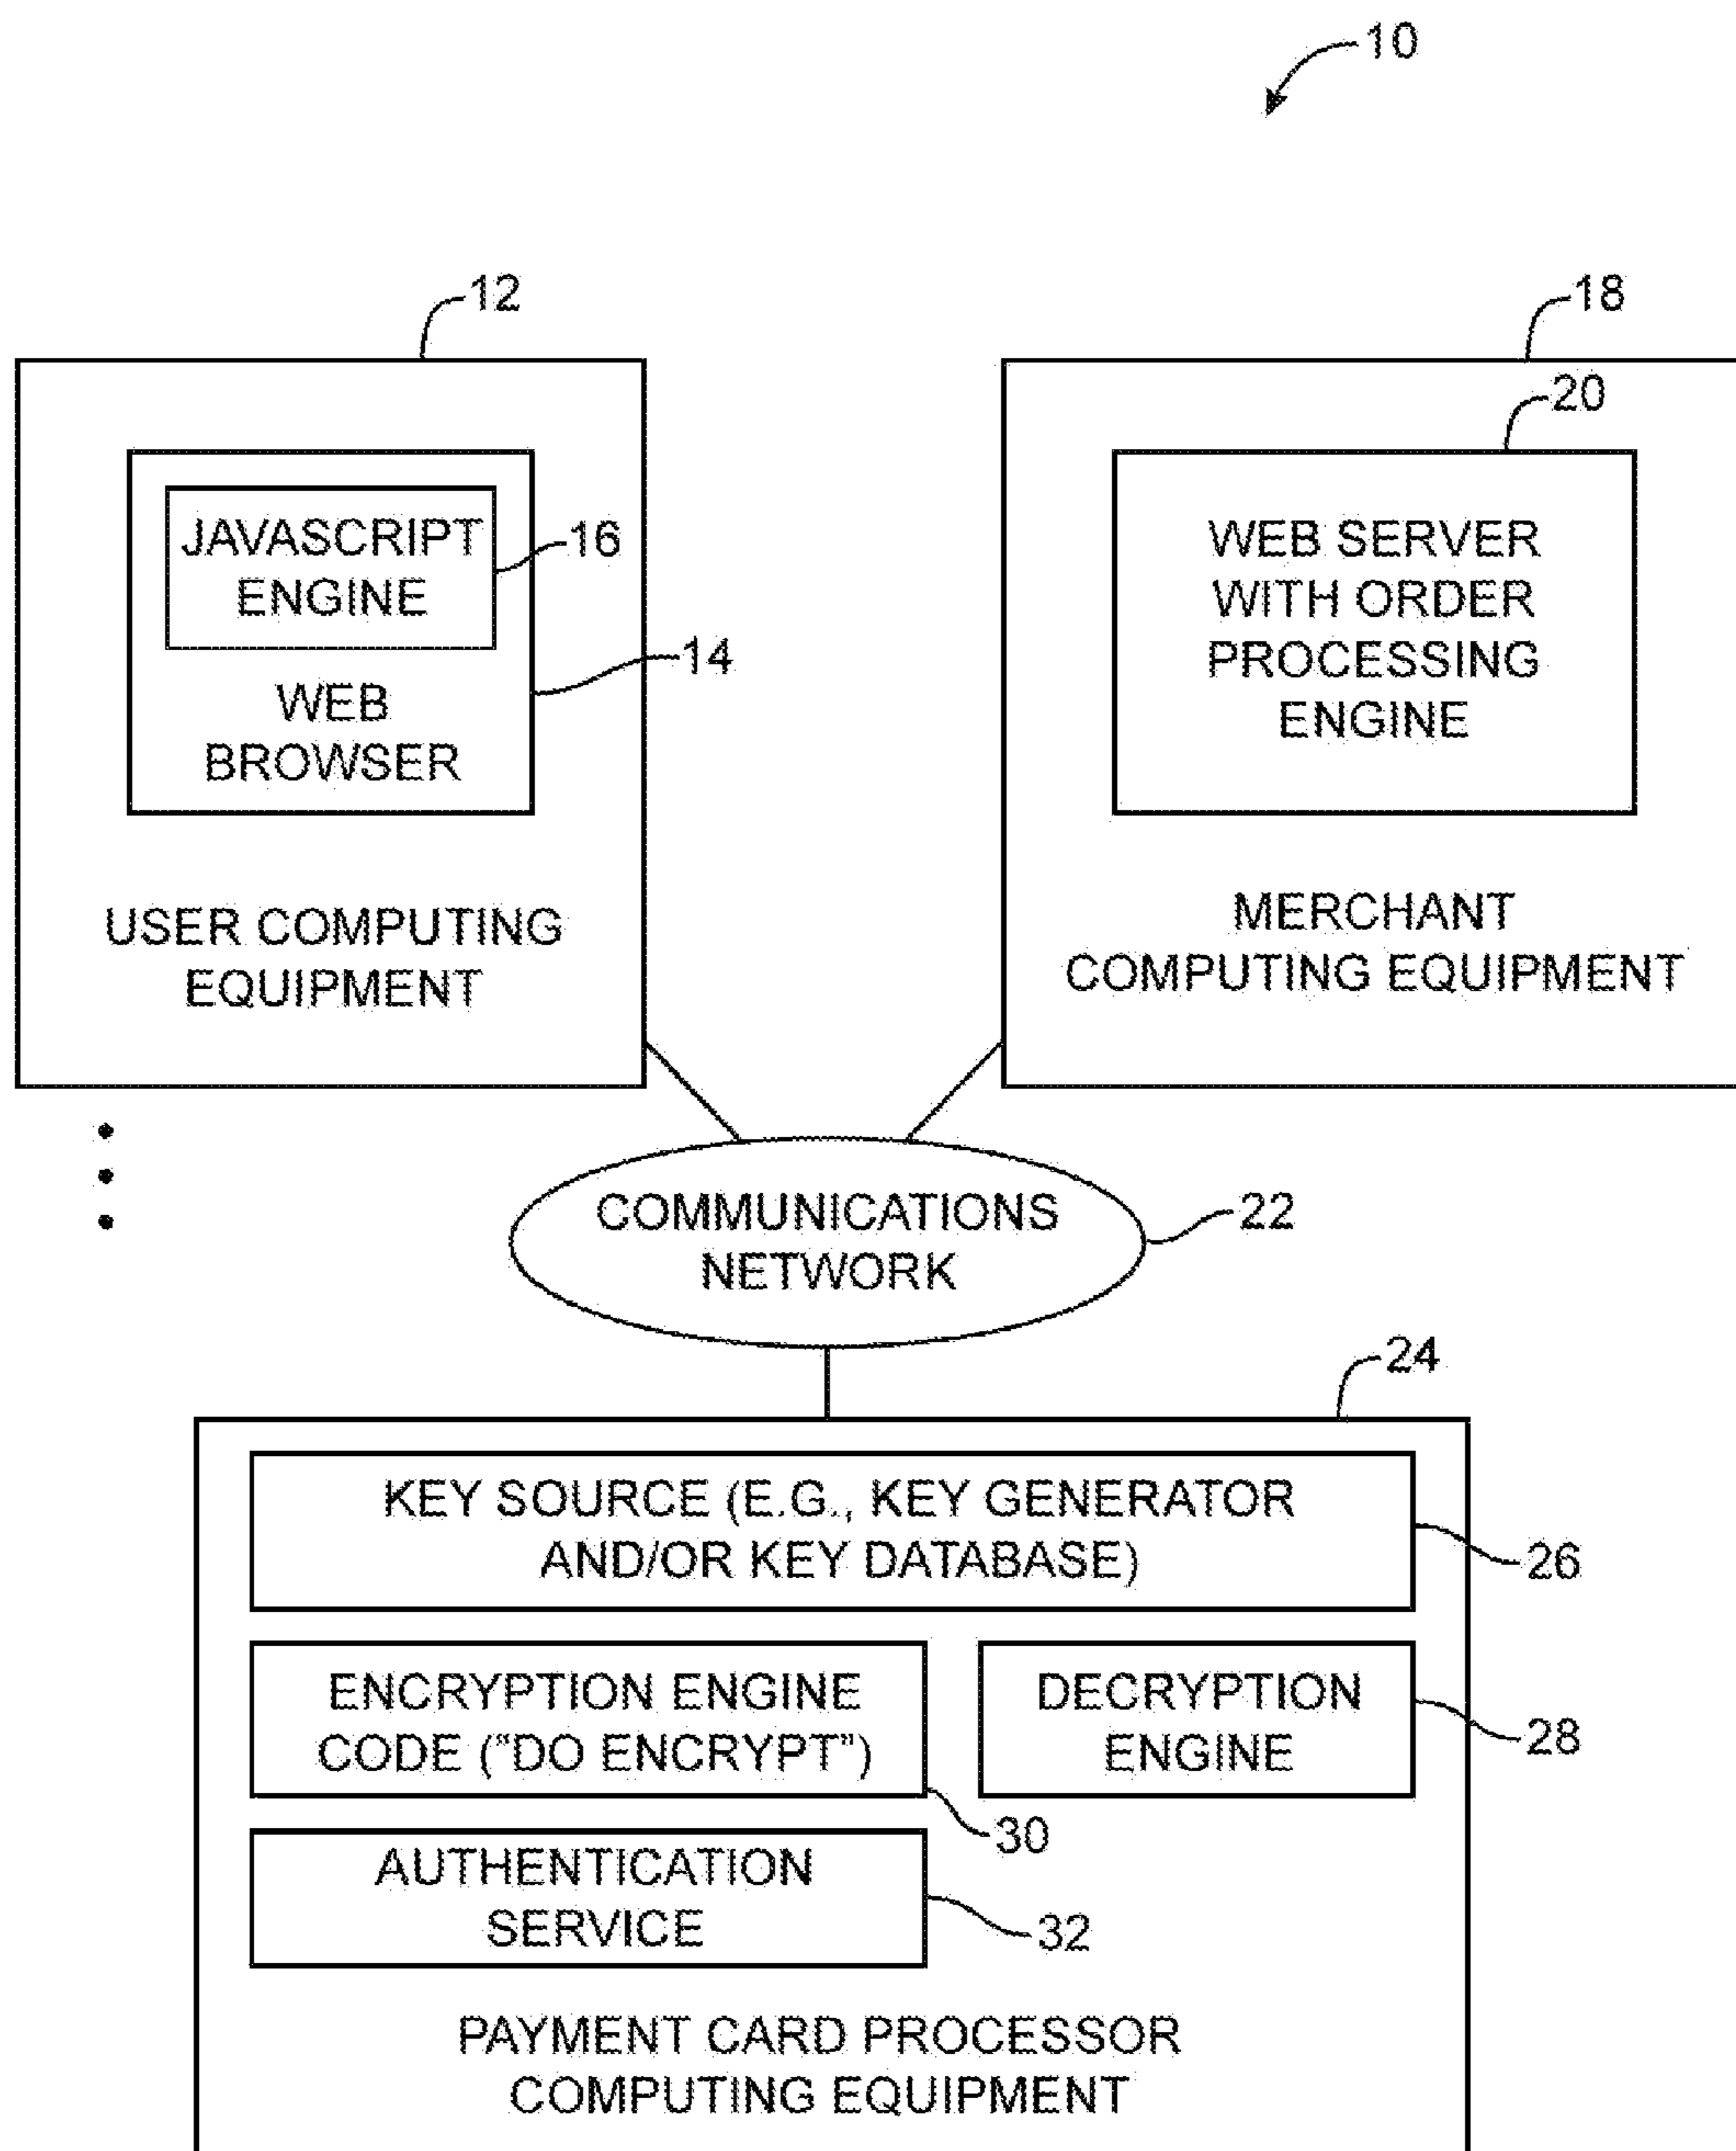 10
12
18
20
JAVASCRIPT
ENGINE
16
14
WEB
BROWSER
WEB SERVER
WITH ORDER
PROCESSING
ENGINE
USER COMPUTING
EQUIPMENT
MERCHANT
COMPUTING EQUIPMENT
COMMUNICATIONS
NETWORK
22
24
KEY SOURCE (E.G., KEY GENERATOR
AND/OR KEY DATABASE)
26
ENCRYPTION ENGINE
CODE ("DO ENCRYPT")
30
DECRYPTION
ENGINE
28
AUTHENTICATION
SERVICE
32
PAYMENT CARD PROCESSOR
COMPUTING EQUIPMENT